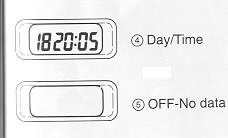 18 20:05 ④ Day/Time
⑤ OFF-No data